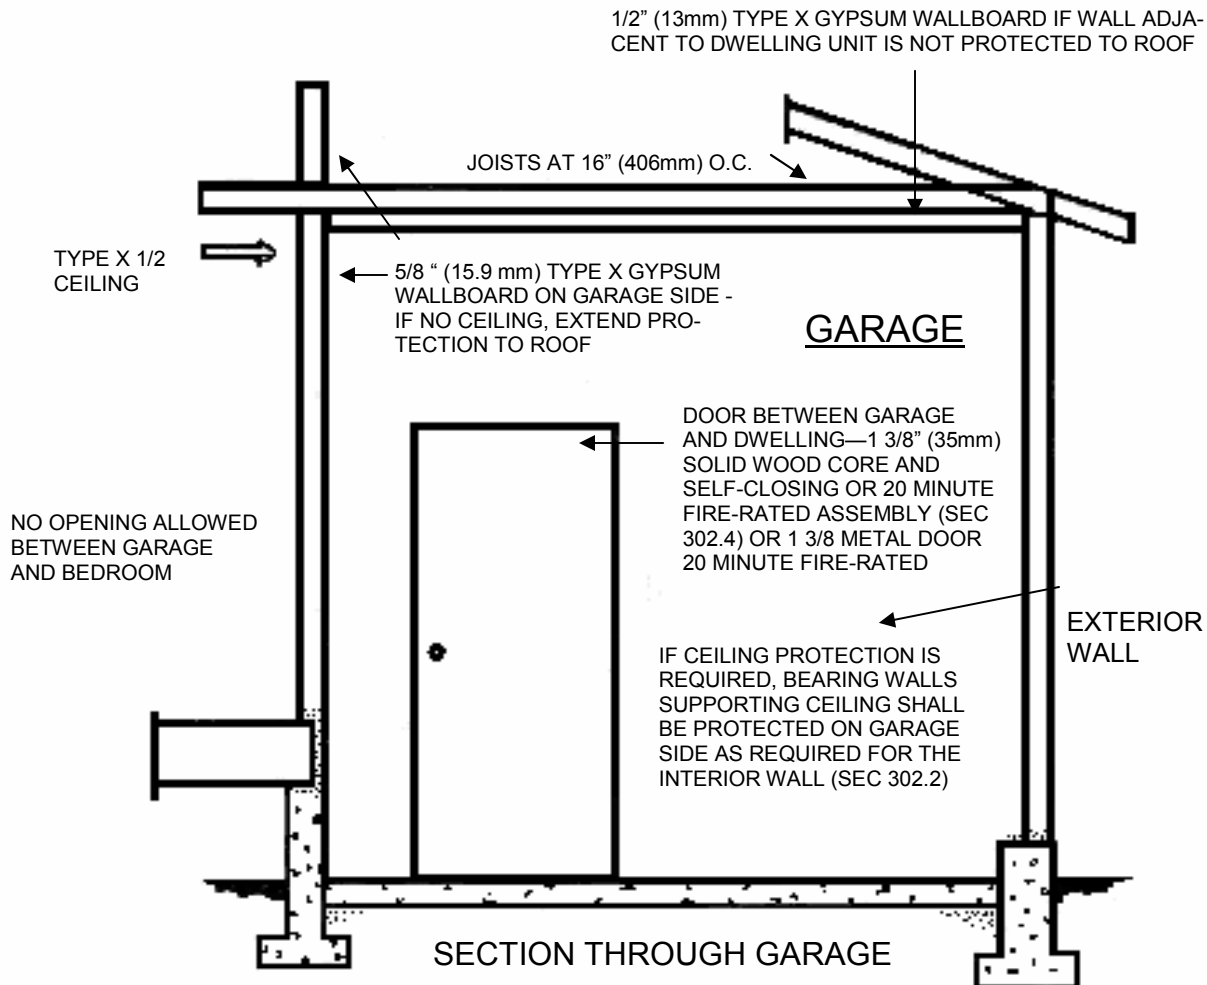 1/2” (13mm) TYPE X GYPSUM WALLBOARD IF WALL ADJA-
CENT TO DWELLING UNIT IS NOT PROTECTED TO ROOF
JOISTS AT 16” (406mm) O.C.
TYPE X 1/2
CEILING
5/8 “ (15.9 mm) TYPE X GYPSUM
WALLBOARD ON GARAGE SIDE -
IF NO CEILING, EXTEND PRO-
TECTION TO ROOF
GARAGE
DOOR BETWEEN GARAGE
AND DWELLING—1 3/8” (35mm)
SOLID WOOD CORE AND
SELF-CLOSING OR 20 MINUTE
FIRE-RATED ASSEMBLY (SEC
302.4) OR 1 3/8 METAL DOOR
20 MINUTE FIRE-RATED
NO OPENING ALLOWED
BETWEEN GARAGE
AND BEDROOM
EXTERIOR
WALL
IF CEILING PROTECTION IS
REQUIRED, BEARING WALLS
SUPPORTING CEILING SHALL
BE PROTECTED ON GARAGE
SIDE AS REQUIRED FOR THE
INTERIOR WALL (SEC 302.2)
SECTION THROUGH GARAGE